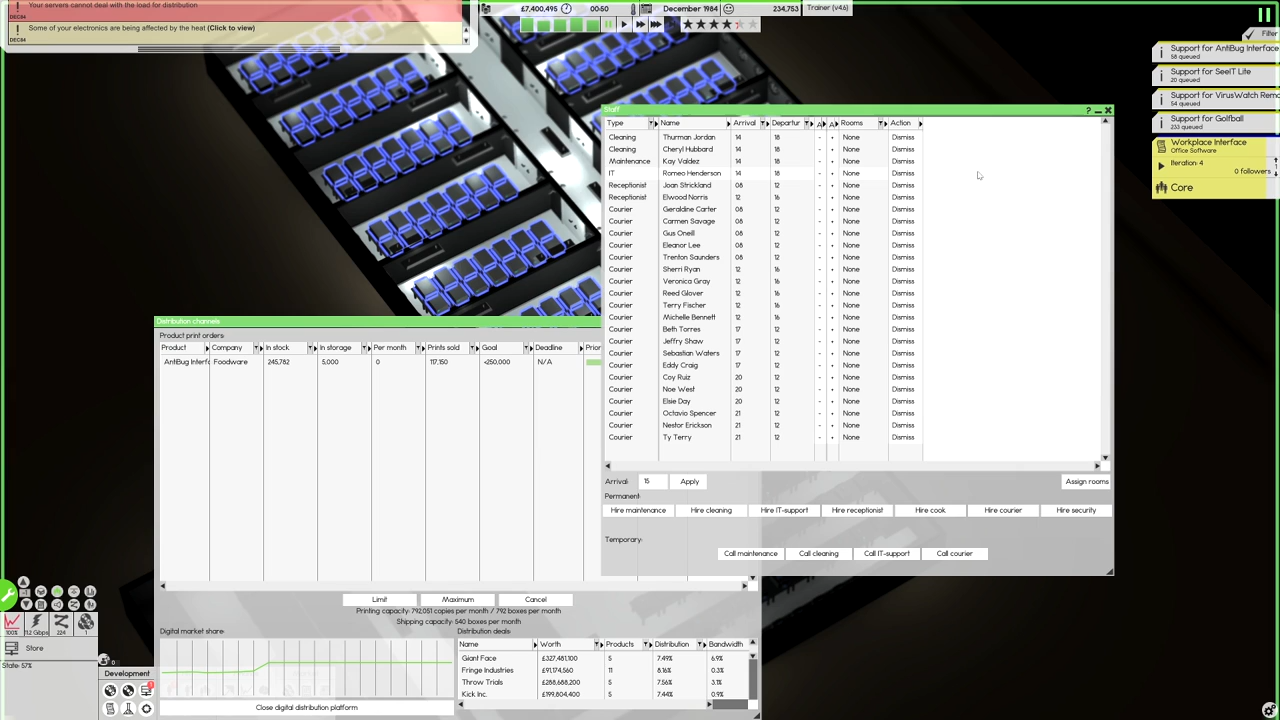 Your servers cannot deal with the load for distribution
DEC84
Some of your electronics are being affected by the heat (Click to view)
DEC84
£7,400,495 00:50 December 1984 234,753 Trainer (v4.6)
Filter
Support for AntiBug Interface
58 queued
Support for SeeIT Lite
20 queued
Support for VirusWatch Remo
54 queued
Support for Golfball
233 queued
Workplace Interface
Office Software
Iteration: 4
1
0 followers
Core
Staff
? _ X
Type Name Arrival Departur A A Rooms Action
Cleaning Thurman Jordan 14 18 - + None Dismiss
Cleaning Cheryl Hubbard 14 18 - + None Dismiss
Maintenance Kay Valdez 14 18 - + None Dismiss
IT Romeo Henderson 14 18 - + None Dismiss
Receptionist Joan Strickland 08 12 - + None Dismiss
Receptionist Elwood Norris 12 16 - + None Dismiss
Courier Geraldine Carter 08 12 - + None Dismiss
Courier Carmen Savage 08 12 - + None Dismiss
Courier Gus Oneill 08 12 - + None Dismiss
Courier Eleanor Lee 08 12 - + None Dismiss
Courier Trenton Saunders 08 12 - + None Dismiss
Courier Sherri Ryan 12 16 - + None Dismiss
Courier Veronica Gray 12 16 - + None Dismiss
Courier Reed Glover 12 16 - + None Dismiss
Courier Terry Fischer 12 16 - + None Dismiss
Courier Michelle Bennett 12 16 - + None Dismiss
Courier Beth Torres 17 12 - + None Dismiss
Courier Jeffry Shaw 17 12 - + None Dismiss
Courier Sebastian Waters 17 12 - + None Dismiss
Courier Eddy Craig 17 12 - + None Dismiss
Courier Coy Ruiz 20 12 - + None Dismiss
Courier Noe West 20 12 - + None Dismiss
Courier Elsie Day 20 12 - + None Dismiss
Courier Octavio Spencer 21 12 - + None Dismiss
Courier Nestor Erickson 21 12 - + None Dismiss
Courier Ty Terry 21 12 - + None Dismiss
Arrival: 15 Apply Assign rooms
Permanent:
Hire maintenance Hire cleaning Hire IT-support Hire receptionist Hire cook Hire courier Hire security
Temporary:
Call maintenance Call cleaning Call IT-support Call courier
Distribution channels
Product print orders:
Product Company In stock In storage Per month Prints sold Goal Deadline Prior
AntiBug Interfa Foodware 245,782 5,000 0 117,150 <250,000 N/A
Limit Maximum Cancel
Printing capacity: 792,051 copies per month / 792 boxes per month
Shipping capacity: 540 boxes per month
Digital market share:
Distribution deals:
Name Worth Products Distribution Bandwidth
Giant Face £327,481,100 5 7.49% 6.9%
Fringe Industries £91,174,560 11 8.16% 0.3%
Throw Trials £288,688,200 5 7.56% 3.1%
Kick Inc. £199,804,400 5 7.44% 0.9%
Close digital distribution platform
100% 11.2 Gbps 224 1
Store
State: 57%
0
Development